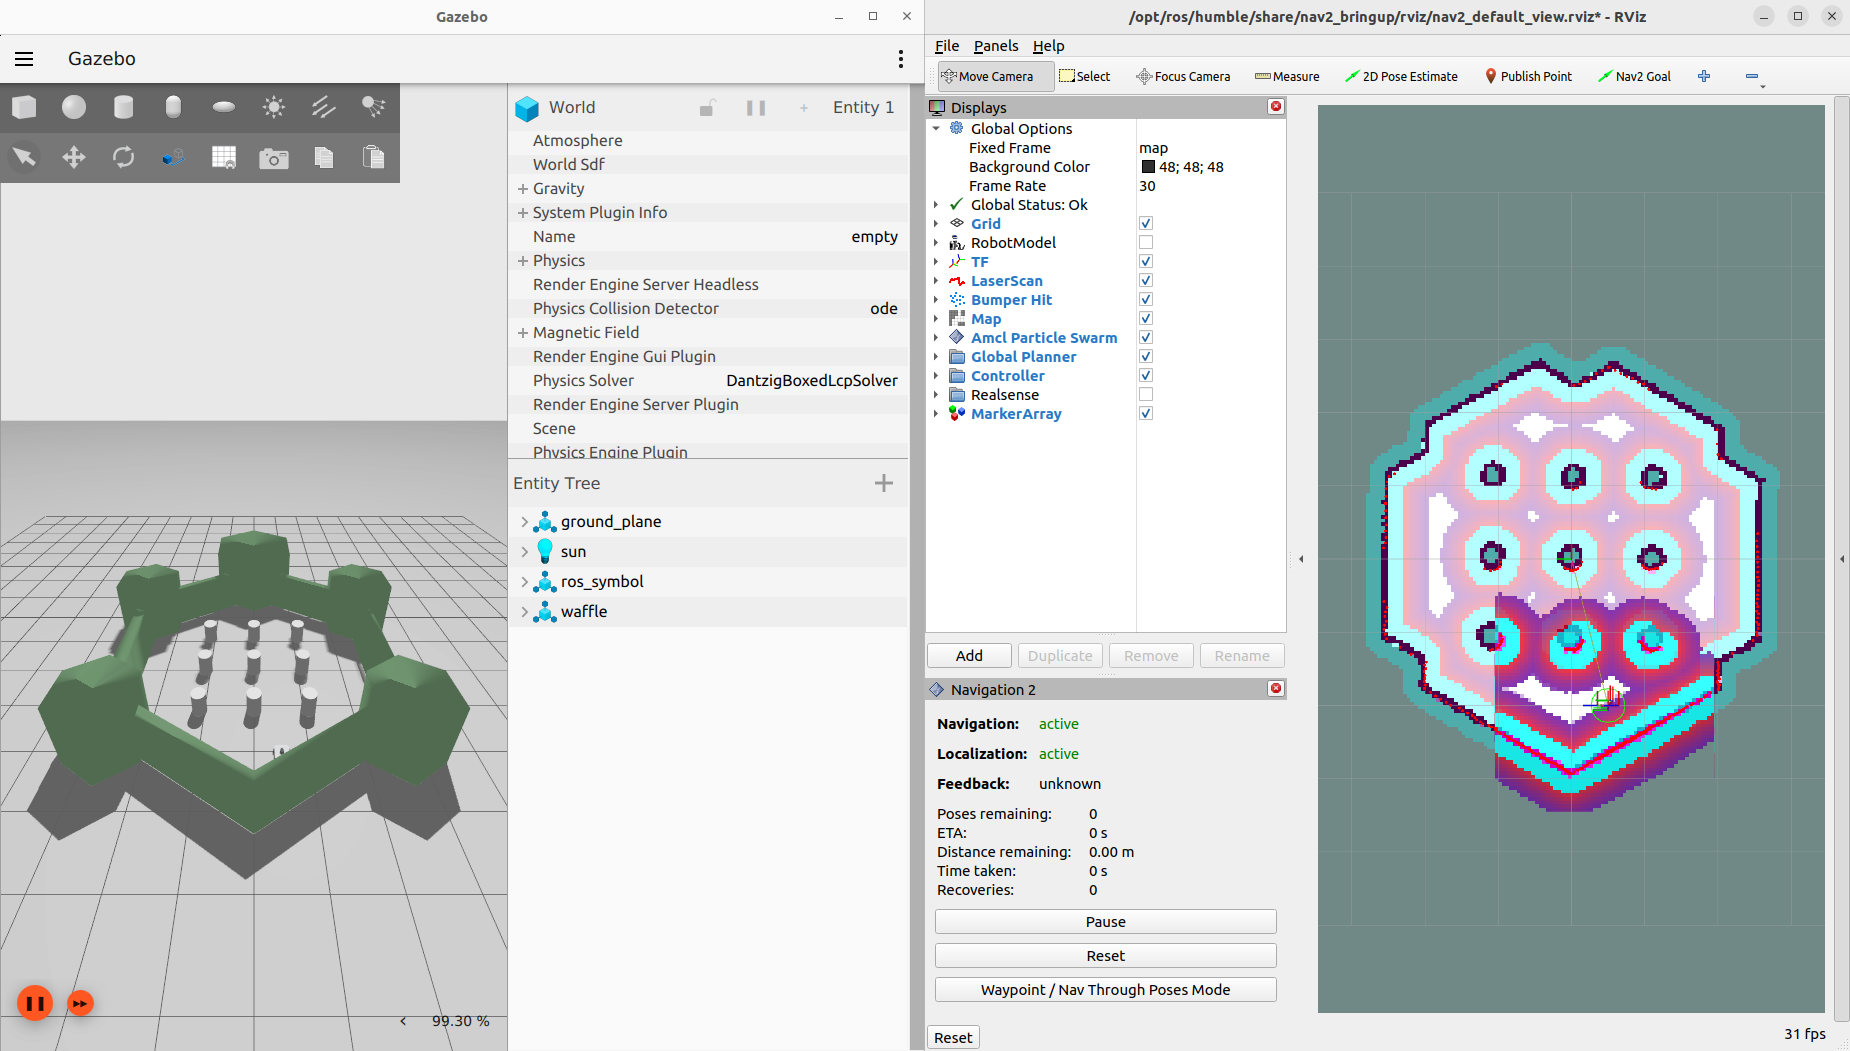 Gazebo
Gazebo
World
Entity 1
Atmosphere
World Sdf
Gravity
System Plugin Info
Name empty
Physics
Render Engine Server Headless
Physics Collision Detector ode
Magnetic Field
Render Engine Gui Plugin
Physics Solver DantzigBoxedLcpSolver
Render Engine Server Plugin
Scene
Physics Engine Plugin
Entity Tree
ground_plane
sun
ros_symbol
waffle
99.30 %
/opt/ros/humble/share/nav2_bringup/rviz/nav2_default_view.rviz* - RViz
File Panels Help
Move Camera Select Focus Camera Measure 2D Pose Estimate Publish Point Nav2 Goal
Displays
Global Options
Fixed Frame map
Background Color 48; 48; 48
Frame Rate 30
Global Status: Ok
Grid
RobotModel
TF
LaserScan
Bumper Hit
Map
Amcl Particle Swarm
Global Planner
Controller
Realsense
MarkerArray
Add Duplicate Remove Rename
Navigation 2
Navigation: active
Localization: active
Feedback: unknown
Poses remaining: 0
ETA: 0 s
Distance remaining: 0.00 m
Time taken: 0 s
Recoveries: 0
Pause
Reset
Waypoint / Nav Through Poses Mode
Reset
31 fps